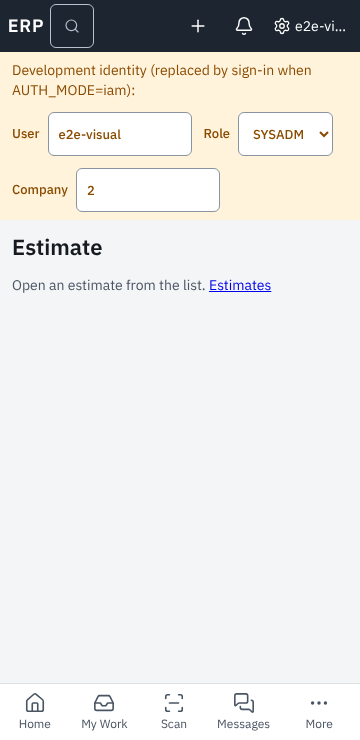 ERP
e2e-vi...
Development identity (replaced by sign-in when
AUTH_MODE=iam):
User e2e-visual Role SYSADM
Company 2
Estimate
Open an estimate from the list. Estimates
Home My Work Scan Messages More